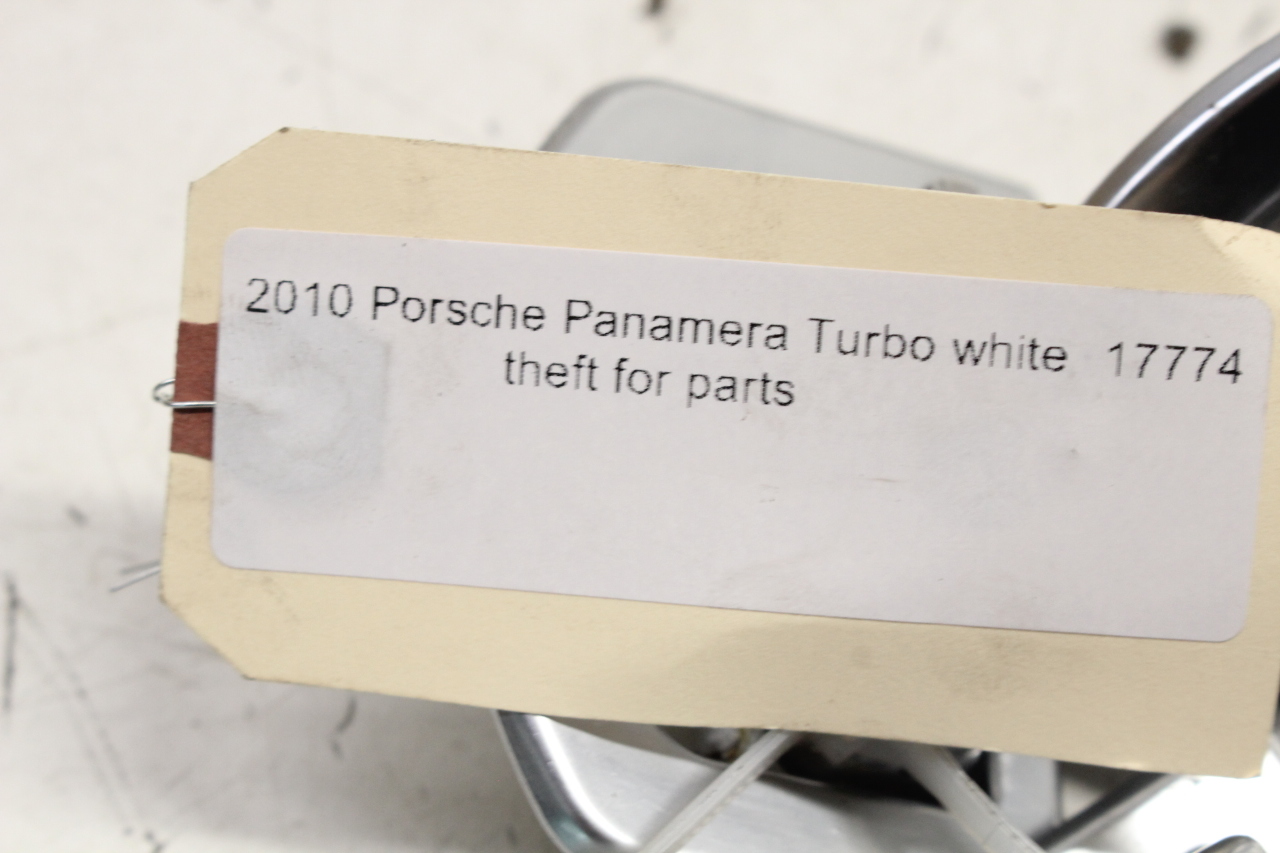 2010 Porsche Panamera Turbo white 17774
theft for parts